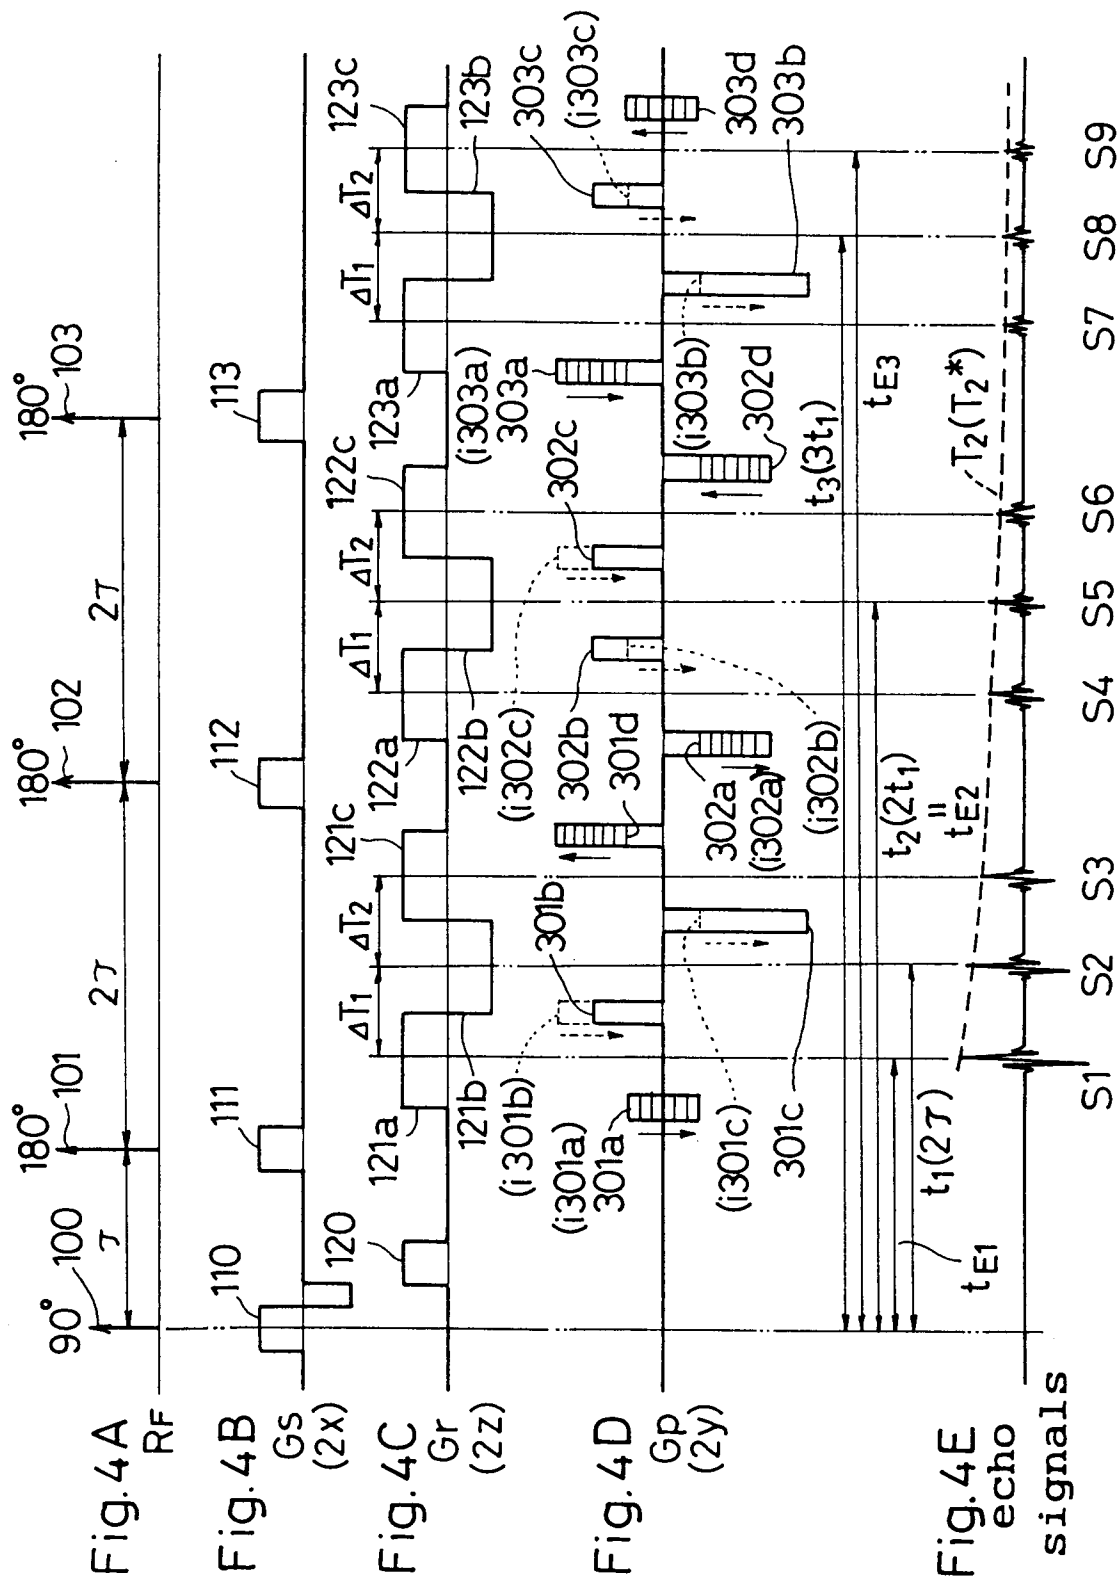 Fig.4A
RF
90°
100
180°
101
180°
102
180°
103
τ
2τ
2τ
Fig.4B
Gs
(2x)
110
111
112
113
Fig.4C
Gr
(2z)
120
121a
121b
ΔT1
ΔT2
121c
122a
122b
ΔT1
ΔT2
122c
123a
ΔT1
ΔT2
123c
123b
Fig.4D
Gp
(2y)
(i301a)
301a
(i301b)
301b
(i301c)
301c
301d
302a
(i302a)
302b
(i302b)
(i302c)
302c
302d
(i303a)
303a
(i303b)
303c
(i303c)
303d
303b
tE1
t1(2τ)
t2(2t1)
=
tE2
t3(3t1)
tE3
T2(T2*)
Fig.4E
echo
signals
S1
S2
S3
S4
S5
S6
S7
S8
S9